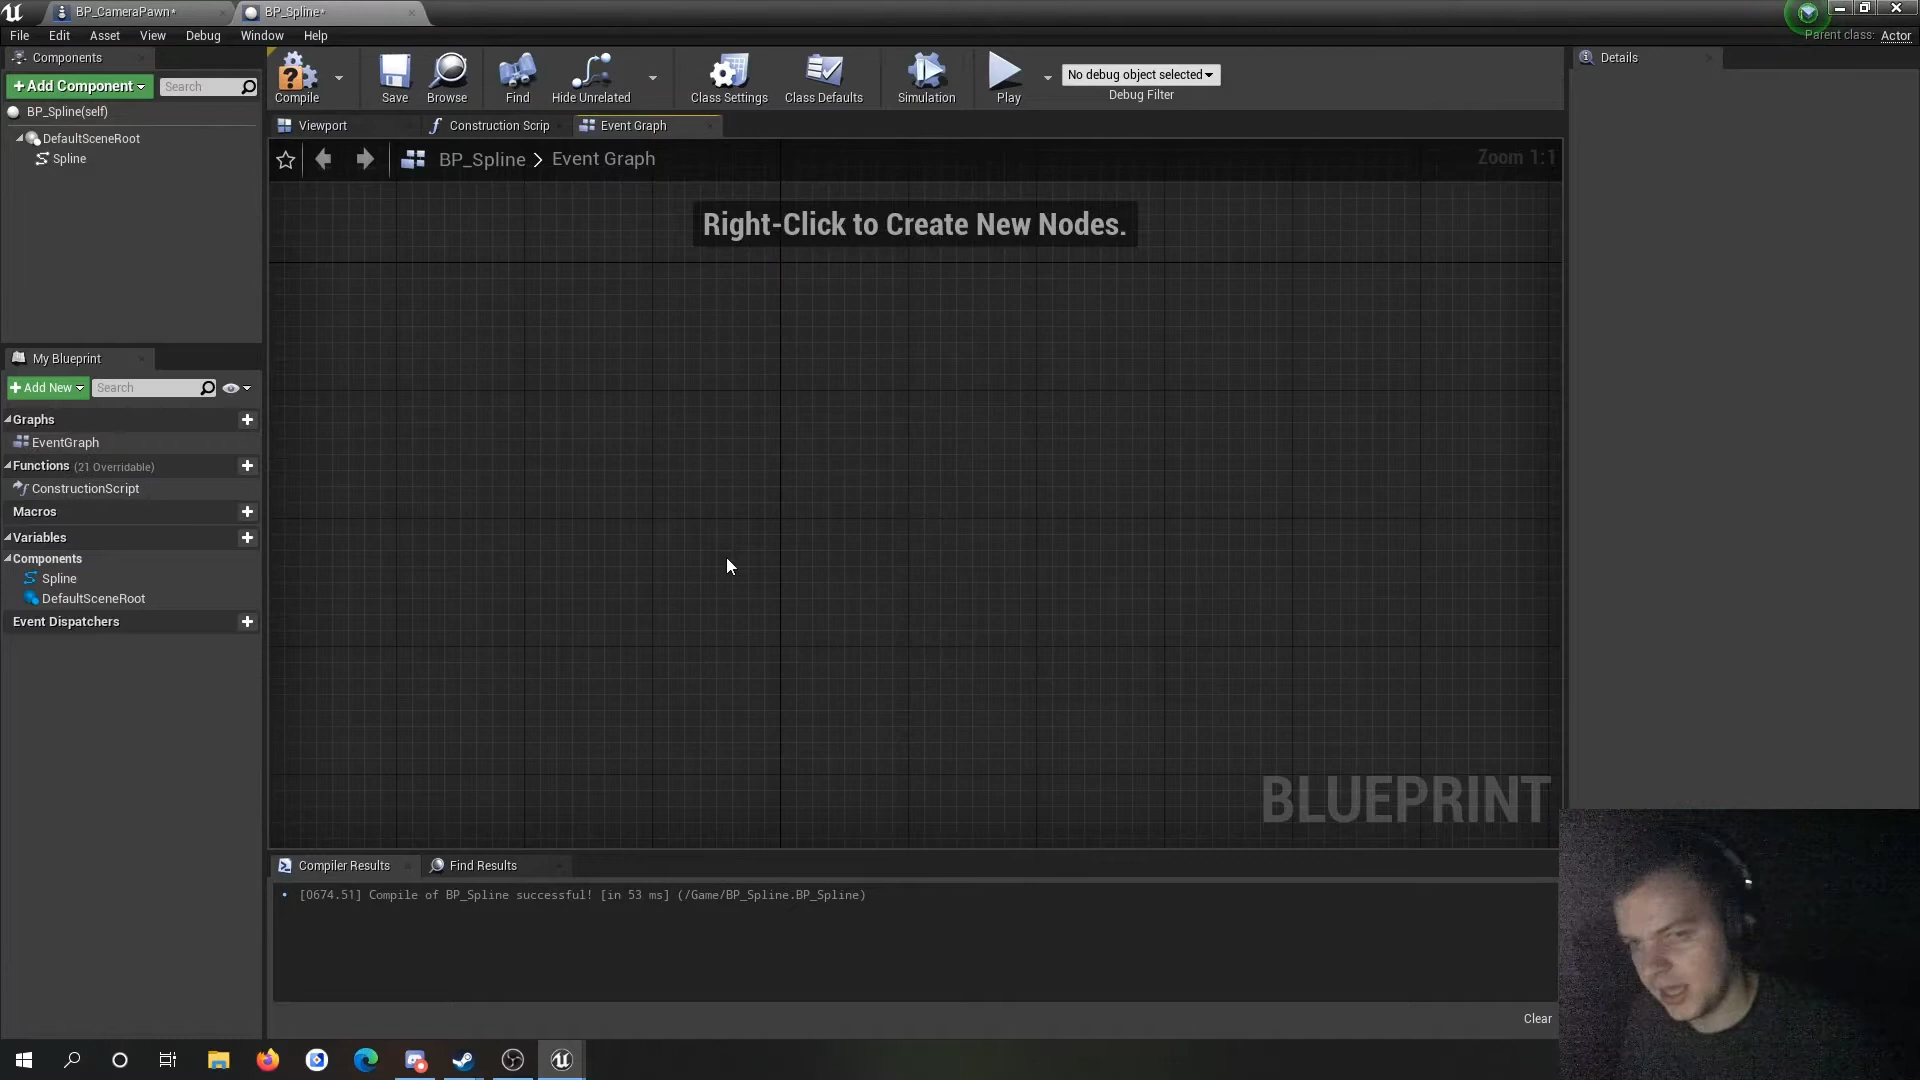 BP_CameraPawn*
BP_Spline*
File
Edit
Asset
View
Debug
Window
Help
Parent class: Actor
Components
+Add Component
Search
BP_Spline(self)
DefaultSceneRoot
Spline
My Blueprint
+Add New
Search
Graphs
EventGraph
Functions (21 Overridable)
ConstructionScript
Macros
Variables
Components
Spline
DefaultSceneRoot
Event Dispatchers
Compile
Save
Browse
Find
Hide Unrelated
Class Settings
Class Defaults
Simulation
Play
No debug object selected
Debug Filter
Viewport
Construction Scrip
Event Graph
BP_Spline > Event Graph
Zoom 1:1
Right-Click to Create New Nodes.
BLUEPRINT
Compiler Results
Find Results
[0674.51] Compile of BP_Spline successful! [in 53 ms] (/Game/BP_Spline.BP_Spline)
Clear
Details